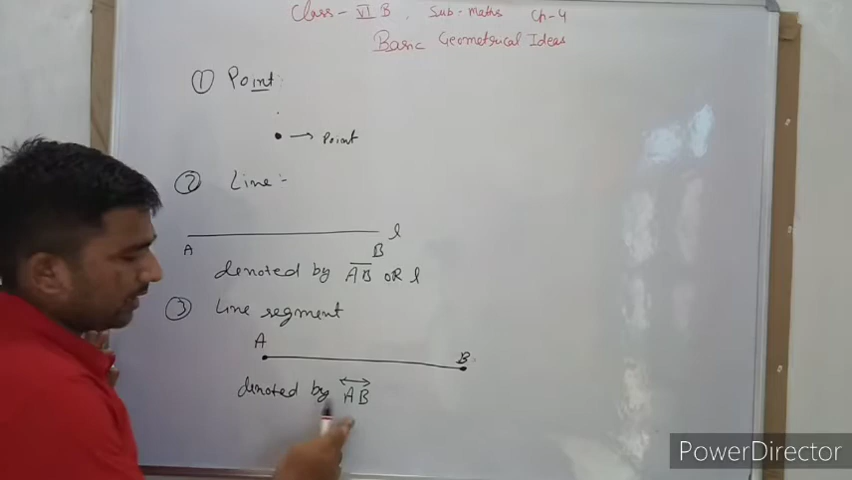 Class - VI B , Sub - Maths Ch-4
Basic Geometrical Ideas
① Point :
→ Point
② Line :-
l
A B
denoted by AB OR l
③ Line segment
A B
denoted by AB
PowerDirector